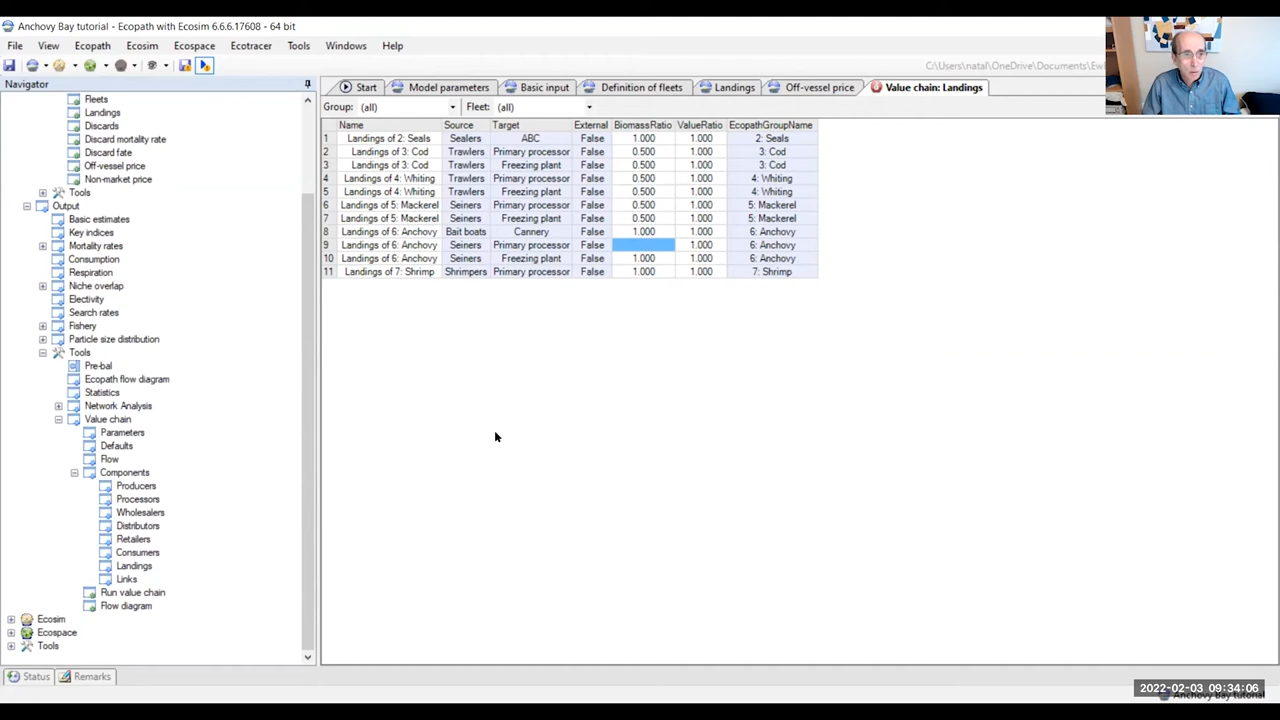 Anchovy Bay tutorial - Ecopath with Ecosim 6.6.6.17608 - 64 bit
File View Ecopath Ecosim Ecospace Ecotracer Tools Windows Help
C:\Users\natal\OneDrive\Documents\Ewi
Navigator
Fleets
Landings
Discards
Discard mortality rate
Discard fate
Off-vessel price
Non-market price
Tools
Output
Basic estimates
Key indices
Mortality rates
Consumption
Respiration
Niche overlap
Electivity
Search rates
Fishery
Particle size distribution
Tools
Pre-bal
Ecopath flow diagram
Statistics
Network Analysis
Value chain
Parameters
Defaults
Flow
Components
Producers
Processors
Wholesalers
Distributors
Retailers
Consumers
Landings
Links
Run value chain
Flow diagram
Ecosim
Ecospace
Tools
Status Remarks
Start Model parameters Basic input Definition of fleets Landings Off-vessel price Value chain: Landings
Group: (all) Fleet: (all)
Name Source Target External BiomassRatio ValueRatio EcopathGroupName
1 Landings of 2: Seals Sealers ABC False 1.000 1.000 2: Seals
2 Landings of 3: Cod Trawlers Primary processor False 0.500 1.000 3: Cod
3 Landings of 3: Cod Trawlers Freezing plant False 0.500 1.000 3: Cod
4 Landings of 4: Whiting Trawlers Primary processor False 0.500 1.000 4: Whiting
5 Landings of 4: Whiting Trawlers Freezing plant False 0.500 1.000 4: Whiting
6 Landings of 5: Mackerel Seiners Primary processor False 0.500 1.000 5: Mackerel
7 Landings of 5: Mackerel Seiners Freezing plant False 0.500 1.000 5: Mackerel
8 Landings of 6: Anchovy Bait boats Cannery False 1.000 1.000 6: Anchovy
9 Landings of 6: Anchovy Seiners Primary processor False 1.000 6: Anchovy
10 Landings of 6: Anchovy Seiners Freezing plant False 1.000 1.000 6: Anchovy
11 Landings of 7: Shrimp Shrimpers Primary processor False 1.000 1.000 7: Shrimp
2022-02-03 09:34:06
Anchovy Bay tutorial